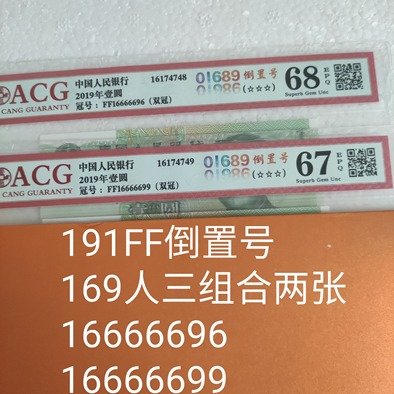 ACG
CANG GUARANTY
中国人民银行 16174748
2019年壹圆
冠号：FF16666696（双冠）
01689 倒置号
01986 (☆☆☆)
68 EPQ
Superb Gem Unc
ACG
CANG GUARANTY
中国人民银行 16174749
2019年壹圆
冠号：FF16666699（双冠）
01689 倒置号
01986 (☆☆☆)
67 EPQ
Superb Gem Unc
191FF倒置号
169人三组合两张
16666696
16666699